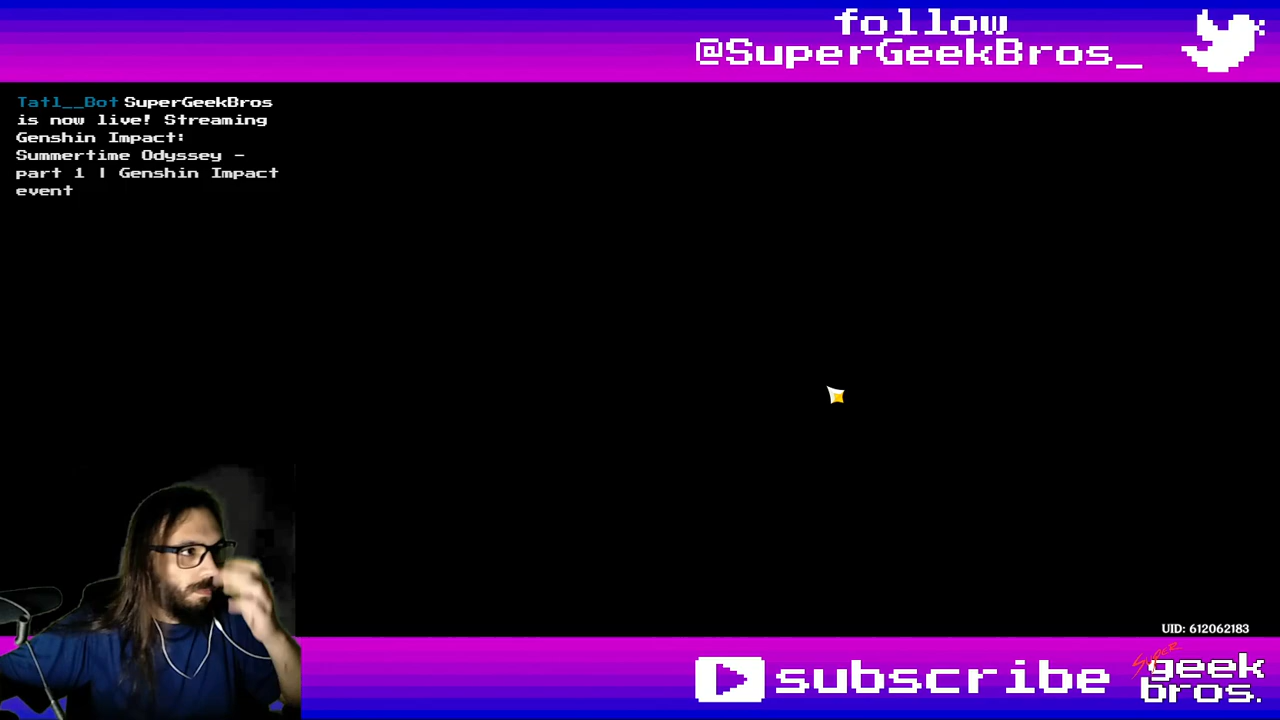 follow
@SuperGeekBros_
Tatl__Bot SuperGeekBros
is now live! Streaming
Genshin Impact:
Summertime Odyssey -
part 1 | Genshin Impact
event
UID: 612062183
subscribe
SUPER
geek
bros.